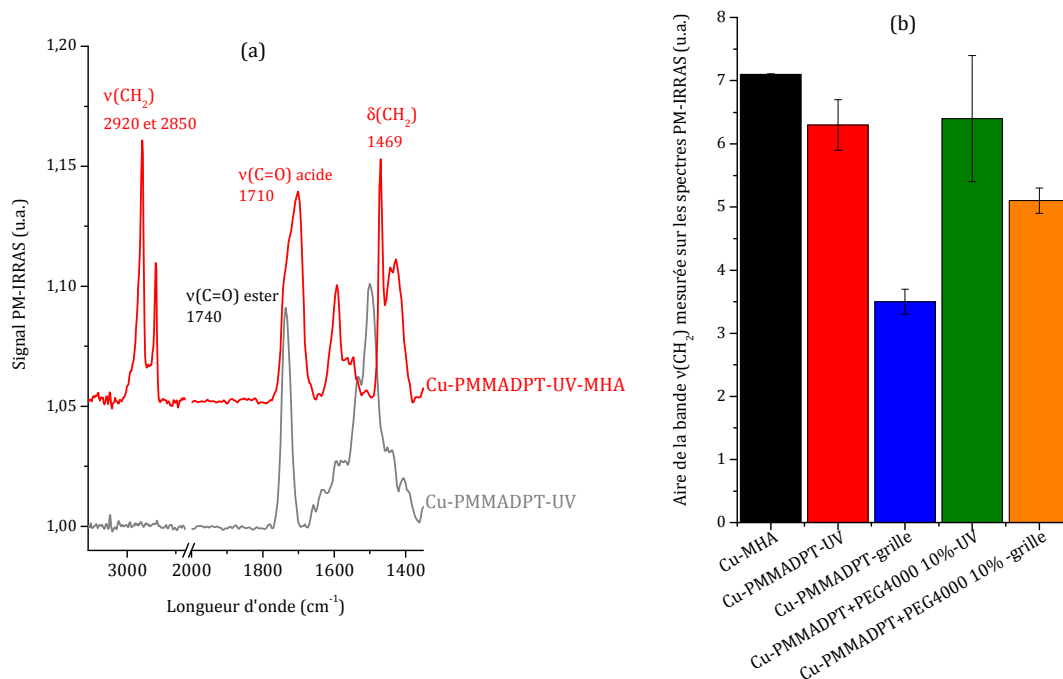 (a)
1,20
1,15
1,10
1,05
1,00
Signal PM-IRRAS (u.a.)
ν(CH2)
2920 et 2850
ν(C=O) acide
1710
δ(CH2)
1469
ν(C=O) ester
1740
Cu-PMMADPT-UV-MHA
Cu-PMMADPT-UV
3000 2000 1800 1600 1400
Longueur d'onde (cm-1)
(b)
10
9
8
7
6
5
4
3
2
1
0
Aire de la bande ν(CH2) mesurée sur les spectres PM-IRRAS (u.a.)
Cu-MHA
Cu-PMMADPT-UV
Cu-PMMADPT-grille
Cu-PMMADPT+PEG4000 10%-UV
Cu-PMMADPT+PEG4000 10% -grille